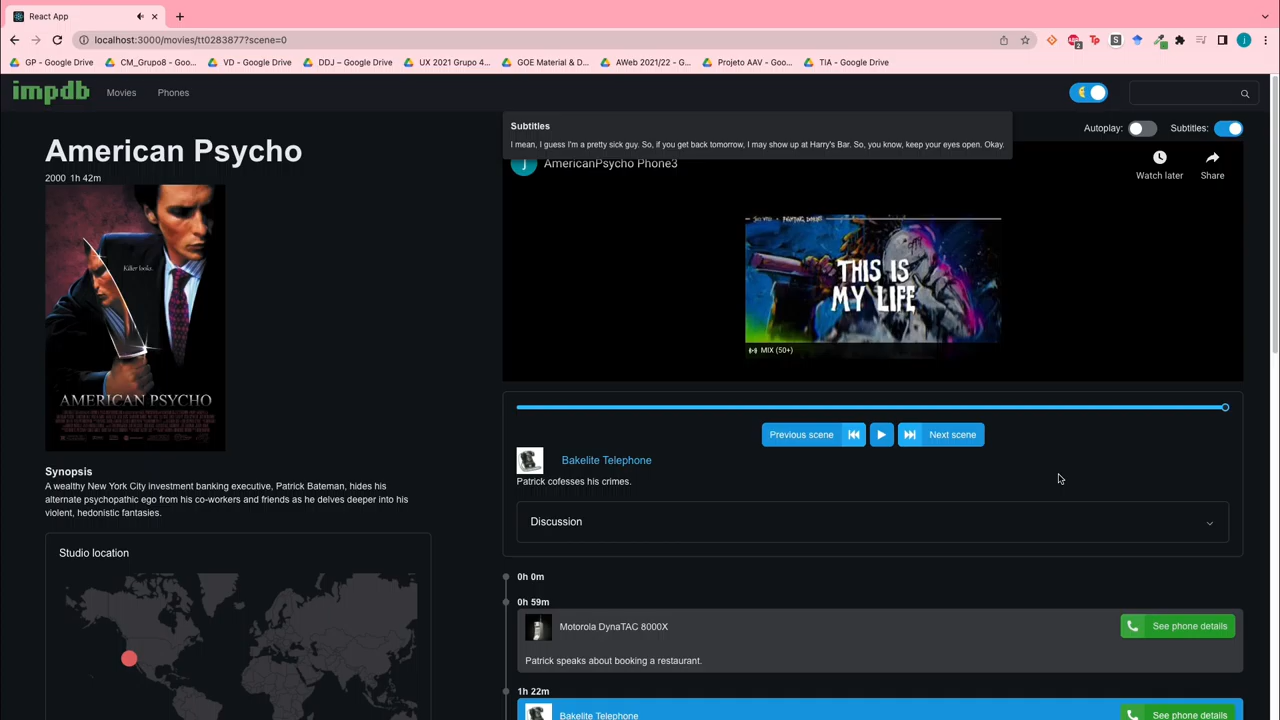 React App
localhost:3000/movies/tt0283877?scene=0
GP - Google Drive
CM_Grupo8 - Goo...
VD - Google Drive
DDJ – Google Drive
UX 2021 Grupo 4...
GOE Material & D...
AWeb 2021/22 - G...
Projeto AAV - Goo...
TIA - Google Drive
impdb
Movies
Phones
American Psycho
2000 1h 42m
Killer looks.
AMERICAN PSYCHO
Synopsis
A wealthy New York City investment banking executive, Patrick Bateman, hides his
alternate psychopathic ego from his co-workers and friends as he delves deeper into his
violent, hedonistic fantasies.
Studio location
Autoplay:
Subtitles:
Subtitles
I mean, I guess I'm a pretty sick guy. So, if you get back tomorrow, I may show up at Harry's Bar. So, you know, keep your eyes open. Okay.
j
AmericanPsycho Phone3
Watch later
Share
THIS IS
MY LIFE
MIX (50+)
Previous scene
Next scene
Bakelite Telephone
Patrick cofesses his crimes.
Discussion
0h 0m
0h 59m
Motorola DynaTAC 8000X
See phone details
Patrick speaks about booking a restaurant.
1h 22m
Bakelite Telephone
See phone details